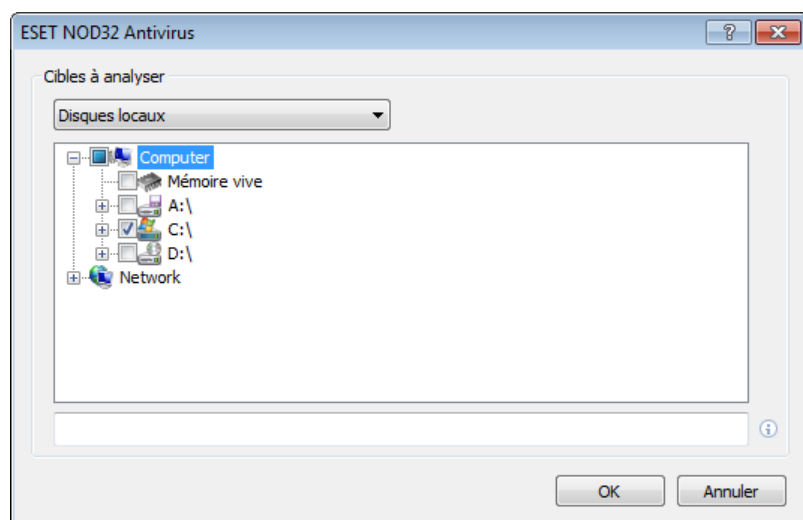 ESET NOD32 Antivirus
Cibles à analyser
Disques locaux
Computer
Mémoire vive
A:\
C:\
D:\
Network
OK Annuler